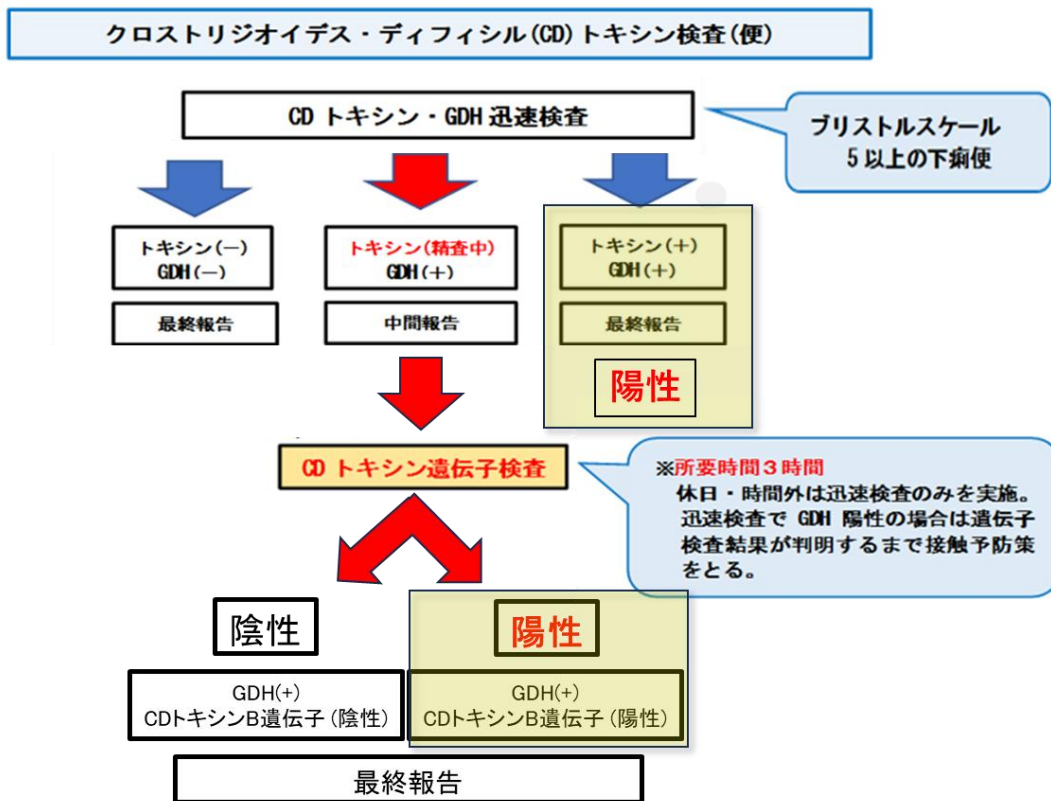 クロストリジオイデス・ディフィシル(CD)トキシン検査(便)
CD トキシン・GDH 迅速検査
ブリストルスケール
5 以上の下痢便
トキシン(－)
GDH(－)
最終報告
トキシン(精査中)
GDH(＋)
中間報告
トキシン(＋)
GDH(＋)
最終報告
陽性
CD トキシン遺伝子検査
※所要時間3時間
休日・時間外は迅速検査のみを実施。
迅速検査で GDH 陽性の場合は遺伝子
検査結果が判明するまで接触予防策
をとる。
陰性
GDH(+)
CDトキシンB遺伝子(陰性)
陽性
GDH(+)
CDトキシンB遺伝子(陽性)
最終報告